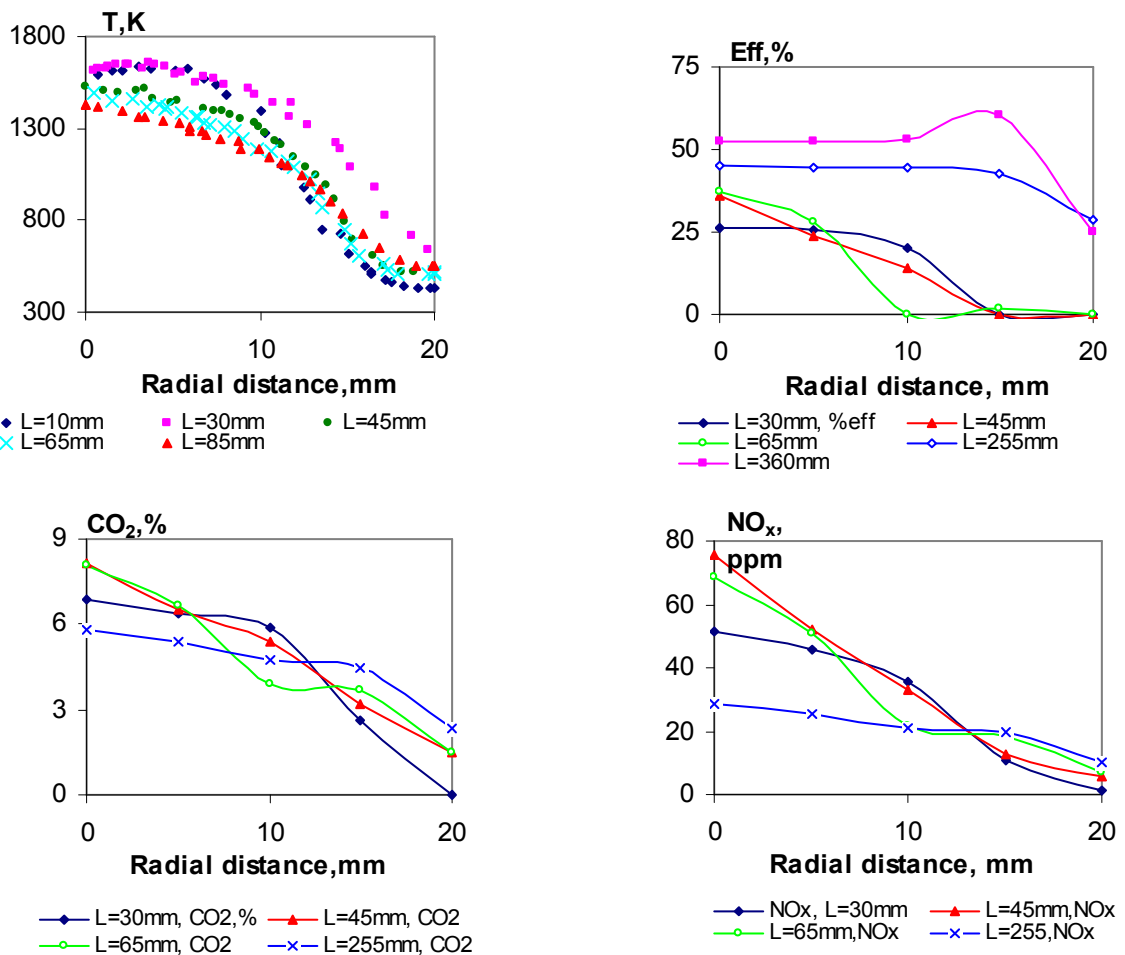 T,K
1800
1300
800
300
0 10 20
Radial distance,mm
L=10mm L=30mm L=45mm
L=65mm L=85mm
Eff,%
75
50
25
0
0 10 20
Radial distance, mm
L=30mm, %eff L=45mm
L=65mm L=255mm
L=360mm
CO2,%
9
6
3
0
0 10 20
Radial distance,mm
L=30mm, CO2,% L=45mm, CO2
L=65mm, CO2 L=255mm, CO2
NOx,
ppm
80
60
40
20
0
0 10 20
Radial distance, mm
NOx, L=30mm L=45mm,NOx
L=65mm,NOx L=255,NOx